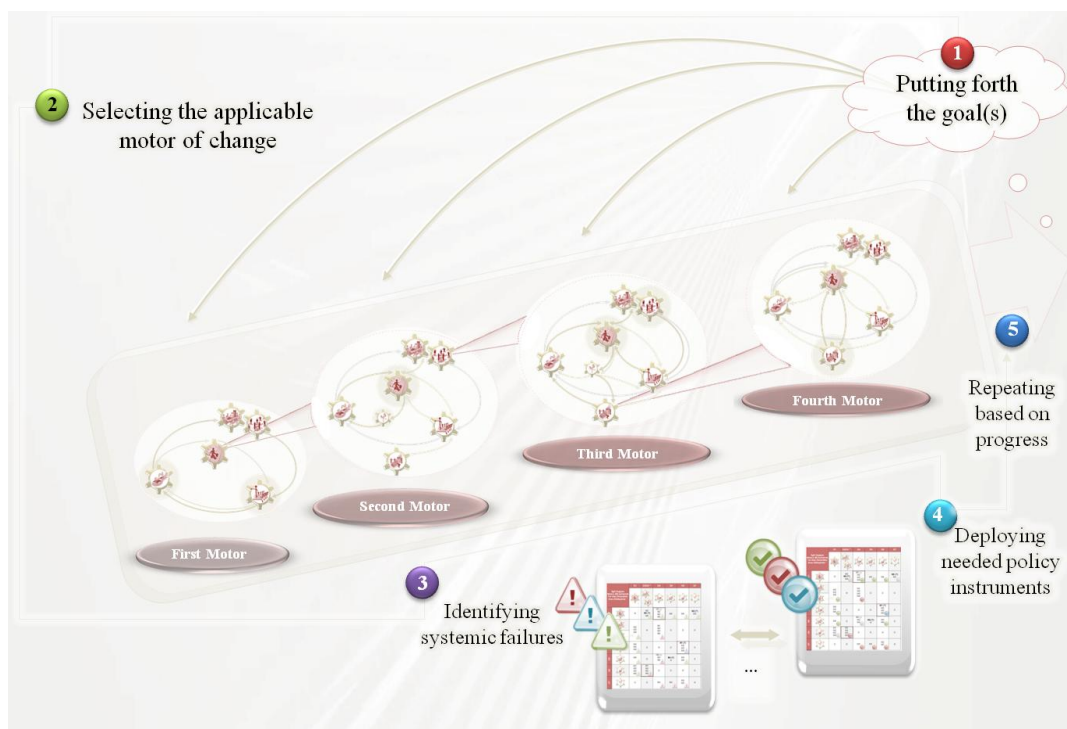 1
Putting forth
the goal(s)
2
Selecting the applicable
motor of change
First Motor
Second Motor
Third Motor
Fourth Motor
3
Identifying
systemic failures
...
4
Deploying
needed policy
instruments
5
Repeating
based on
progress